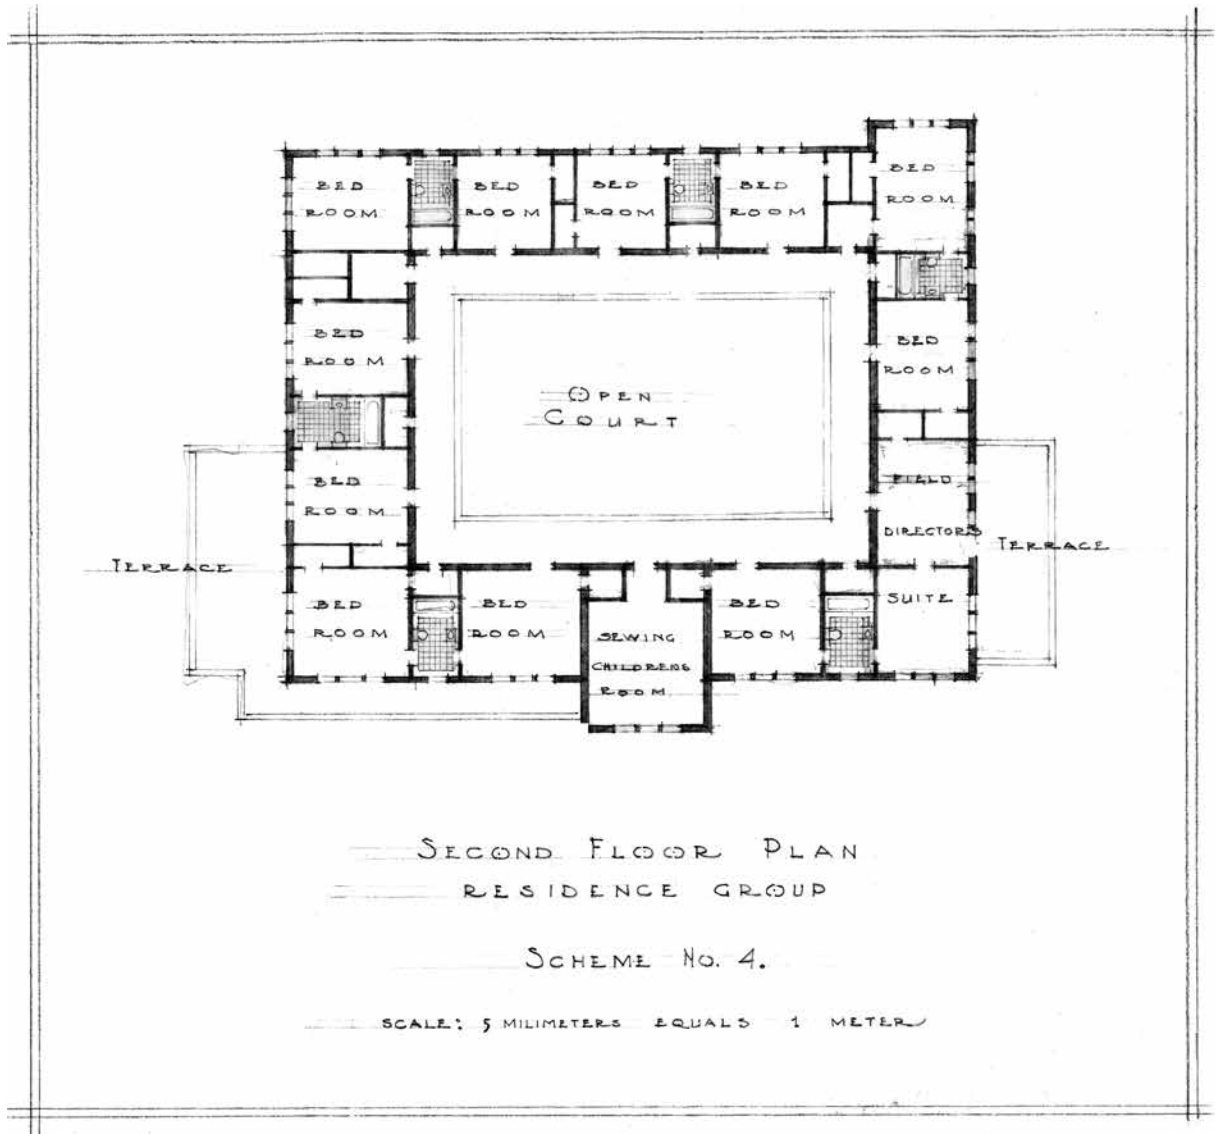 BED
ROOM
BED
ROOM
BED
ROOM
BED
ROOM
BED
ROOM
BED
ROOM
BED
ROOM
OPEN
COURT
BED
ROOM
FIELD
DIRECTORS
SUITE
TERRACE
TERRACE
BED
ROOM
BED
ROOM
SEWING
CHILDRENS
ROOM
BED
ROOM
SECOND FLOOR PLAN
RESIDENCE GROUP
SCHEME No. 4.
SCALE: 5 MILIMETERS EQUALS 1 METER